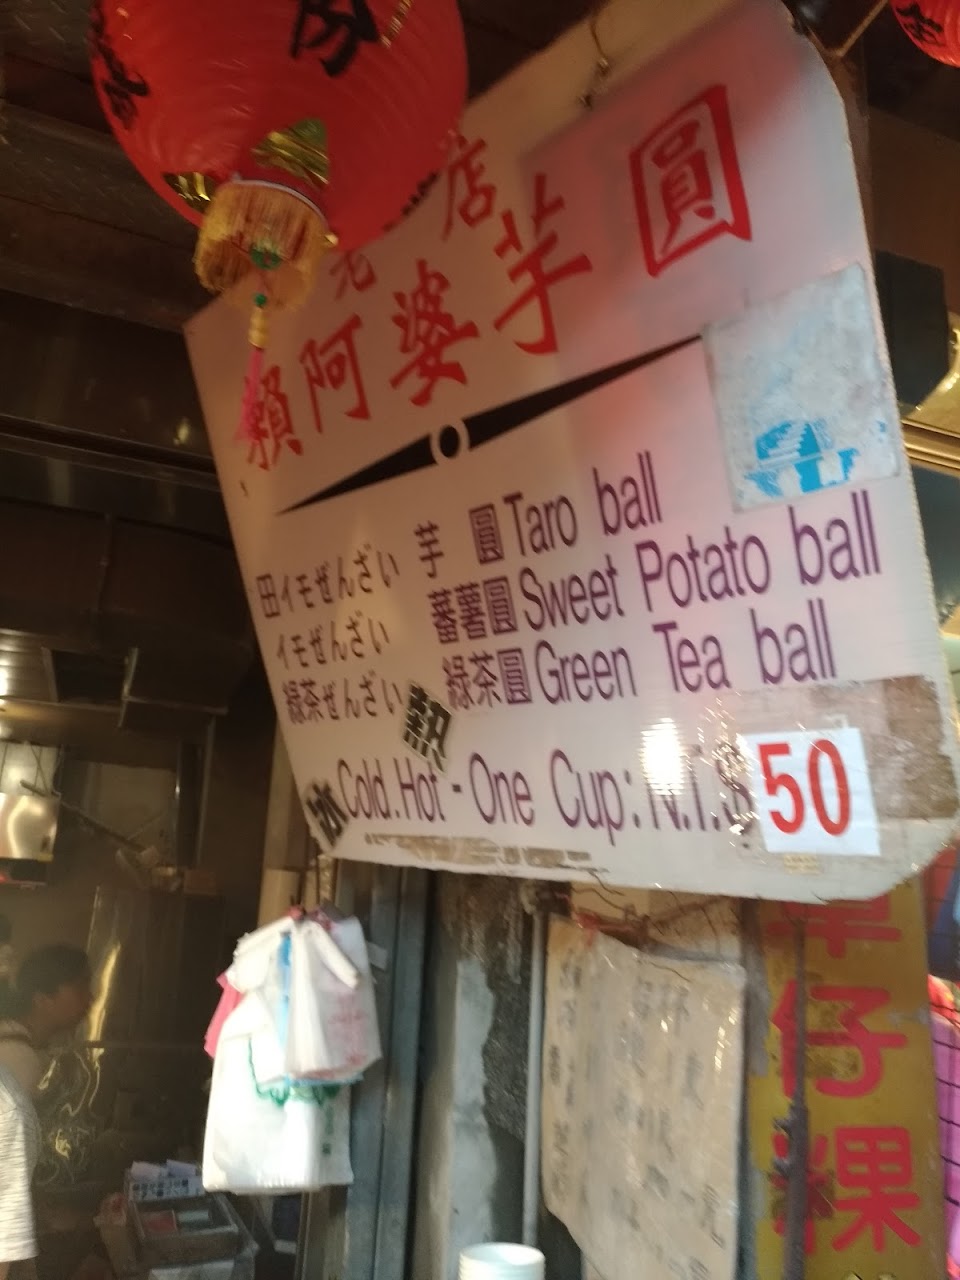 老店
賴阿婆芋圓
田イモぜんざい 芋 圓 Taro ball
イモぜんざい 蕃薯圓 Sweet Potato ball
緑茶ぜんざい 綠茶圓 Green Tea ball
冰 熱
Cold.Hot - One Cup: N.T.$ 50
草仔粿